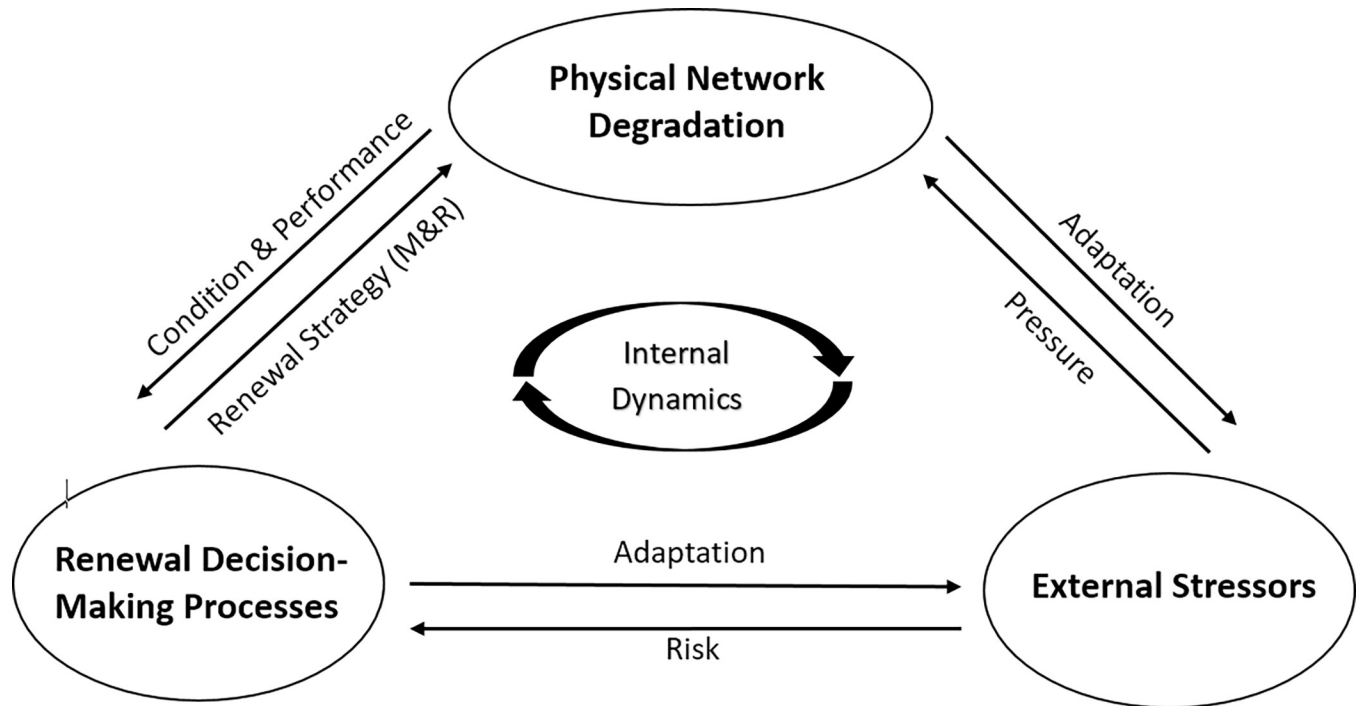 Physical Network
Degradation
Condition & Performance
Renewal Strategy (M&R)
Adaptation
Pressure
Internal
Dynamics
Renewal Decision-
Making Processes
Adaptation
Risk
External Stressors